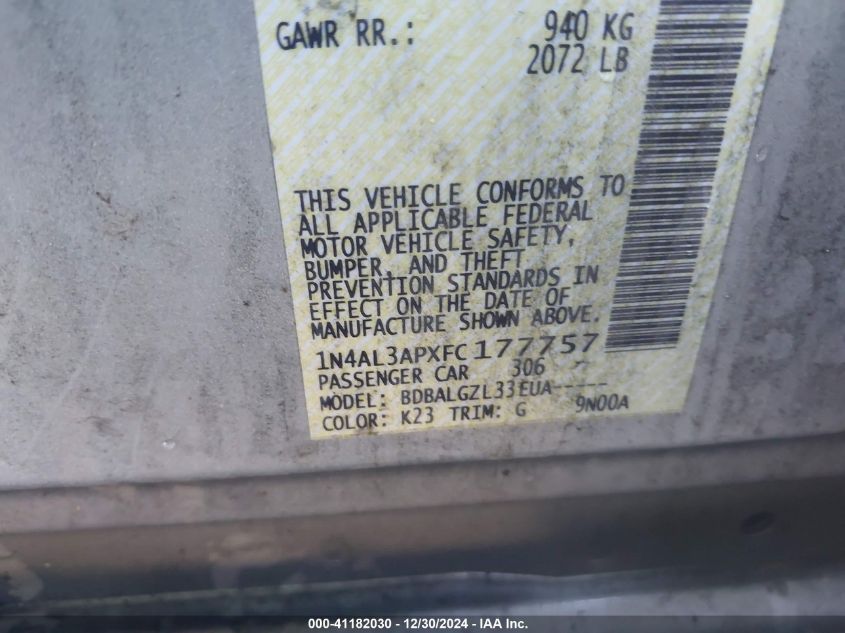 GAWR RR.: 940 KG
2072 LB
THIS VEHICLE CONFORMS TO
ALL APPLICABLE FEDERAL
MOTOR VEHICLE SAFETY,
BUMPER, AND THEFT
PREVENTION STANDARDS IN
EFFECT ON THE DATE OF
MANUFACTURE SHOWN ABOVE.
1N4AL3APXFC177757
PASSENGER CAR 306
MODEL: BDBALGZL33EUA-----
COLOR: K23 TRIM: G 9N00A
000-41182030 - 12/30/2024 - IAA Inc.